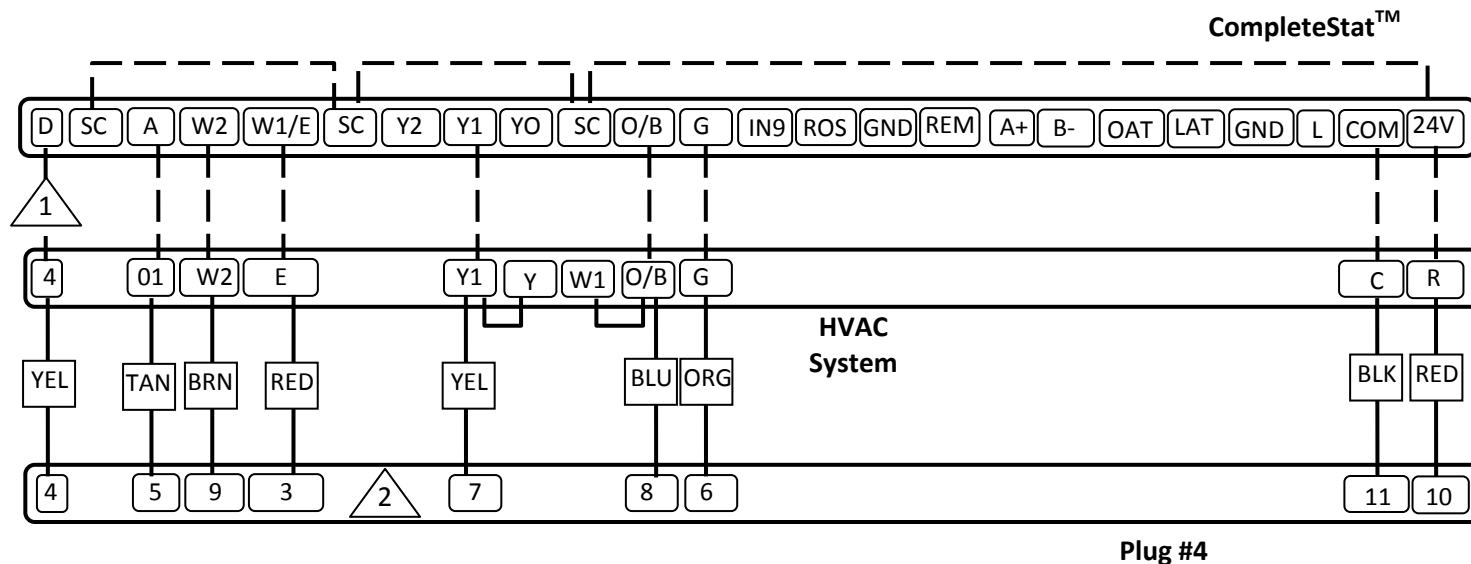 CompleteStat™
D SC A W2 W1/E SC Y2 Y1 YO SC O/B G IN9 ROS GND REM A+ B- OAT LAT GND L COM 24V
1
4 01 W2 E Y1 Y W1 O/B G C R
HVAC
System
YEL TAN BRN RED YEL BLU ORG BLK RED
4 5 9 3 2 7 8 6 11 10
Plug #4